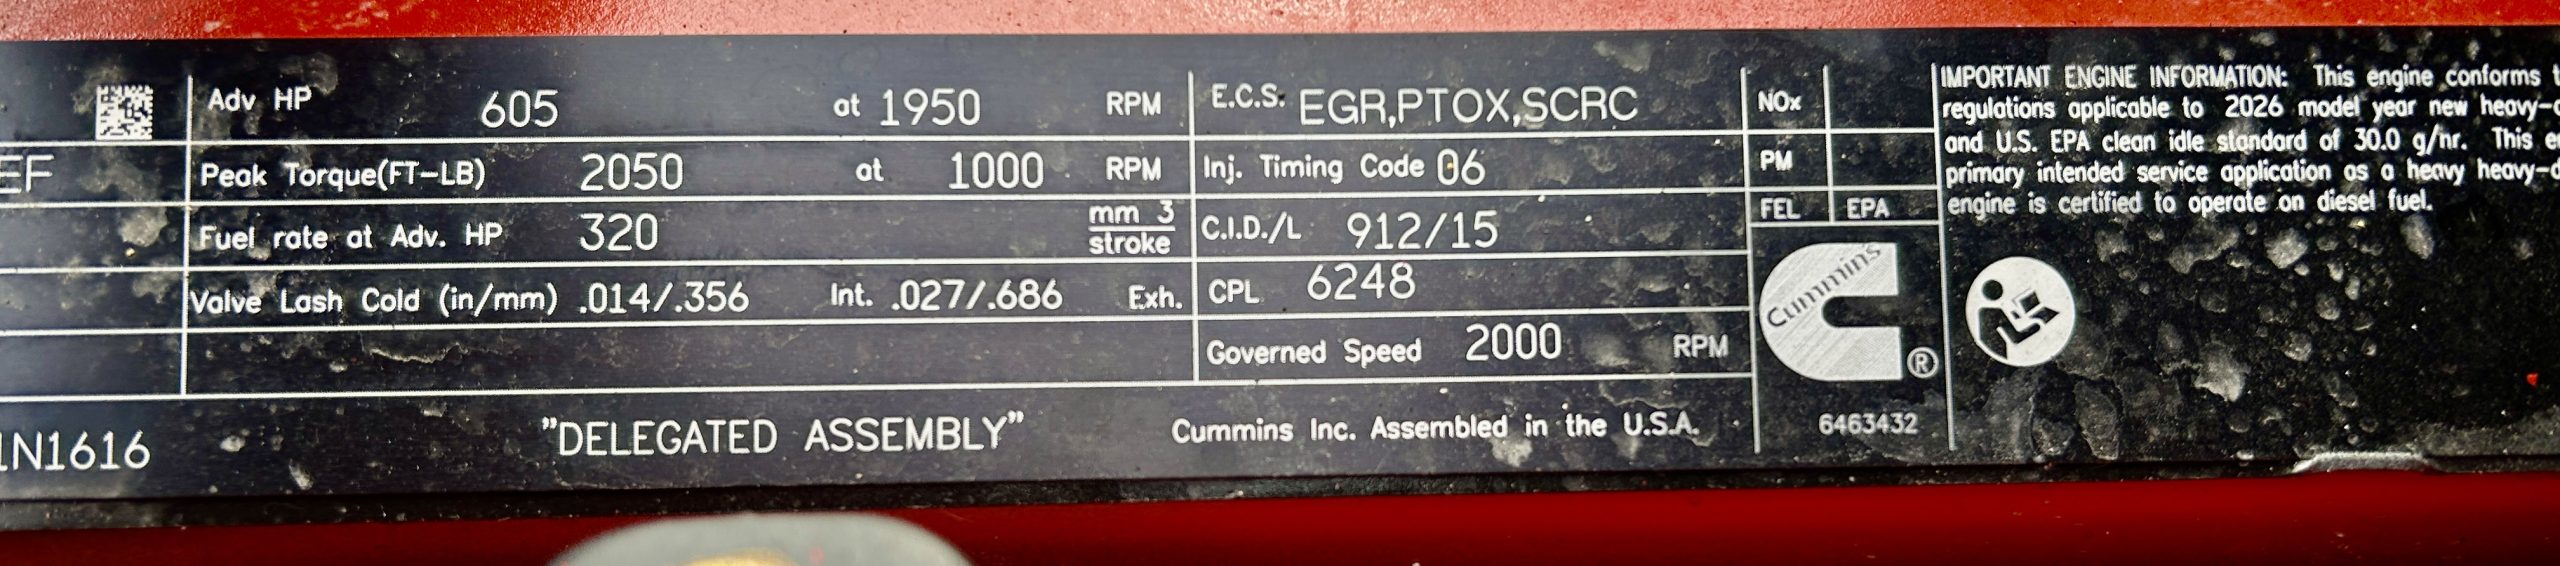 Adv HP 605 at 1950 RPM
Peak Torque(FT-LB) 2050 at 1000 RPM
Fuel rate at Adv. HP 320 mm 3
stroke
Valve Lash Cold (in/mm) .014/.356 Int. .027/.686 Exh.
EF
1N1616
"DELEGATED ASSEMBLY"
E.C.S: EGR,PTOX,SCRC
Inj. Timing Code 06
C.I.D./L 912/15
CPL 6248
Governed Speed 2000 RPM
Cummins Inc. Assembled in the U.S.A.
NOx
PM
FEL EPA
Cummins
®
6463432
IMPORTANT ENGINE INFORMATION: This engine conforms t
regulations applicable to 2026 model year new heavy-d
and U.S. EPA clean idle standard of 30.0 g/hr. This e
primary intended service application as a heavy heavy-d
engine is certified to operate on diesel fuel.